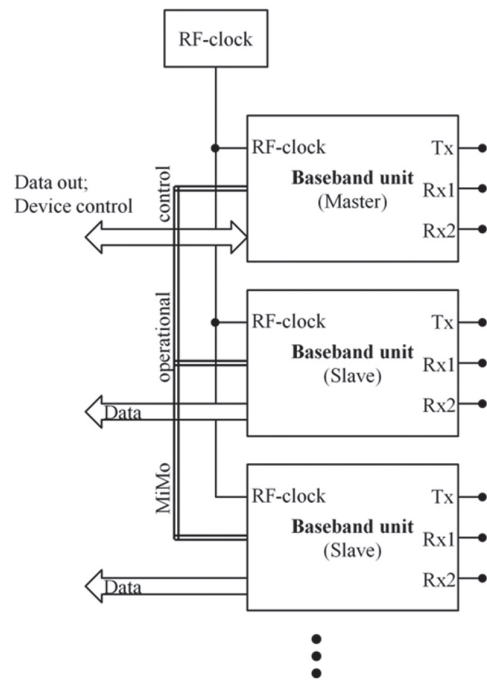 RF-clock
RF-clock
Tx
Baseband unit
(Master)
Rx1
Rx2
Data out;
Device control
control
operational
MiMo
RF-clock
Tx
Baseband unit
(Slave)
Rx1
Rx2
Data
RF-clock
Tx
Baseband unit
(Slave)
Rx1
Rx2
Data